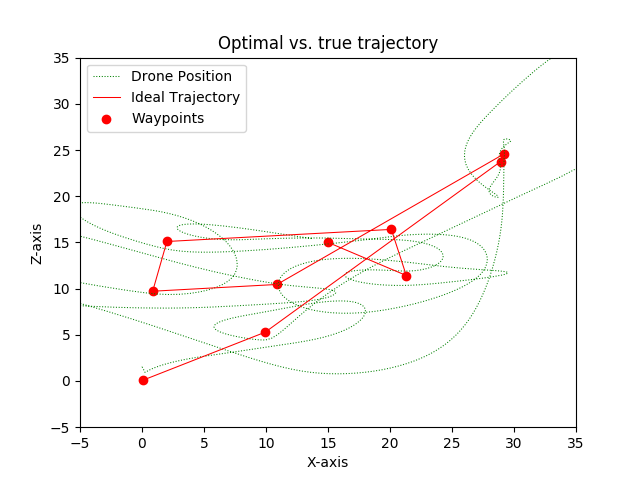 Optimal vs. true trajectory
Drone Position
Ideal Trajectory
Waypoints
Z-axis
35
30
25
20
15
10
5
0
−5
−5 0 5 10 15 20 25 30 35
X-axis